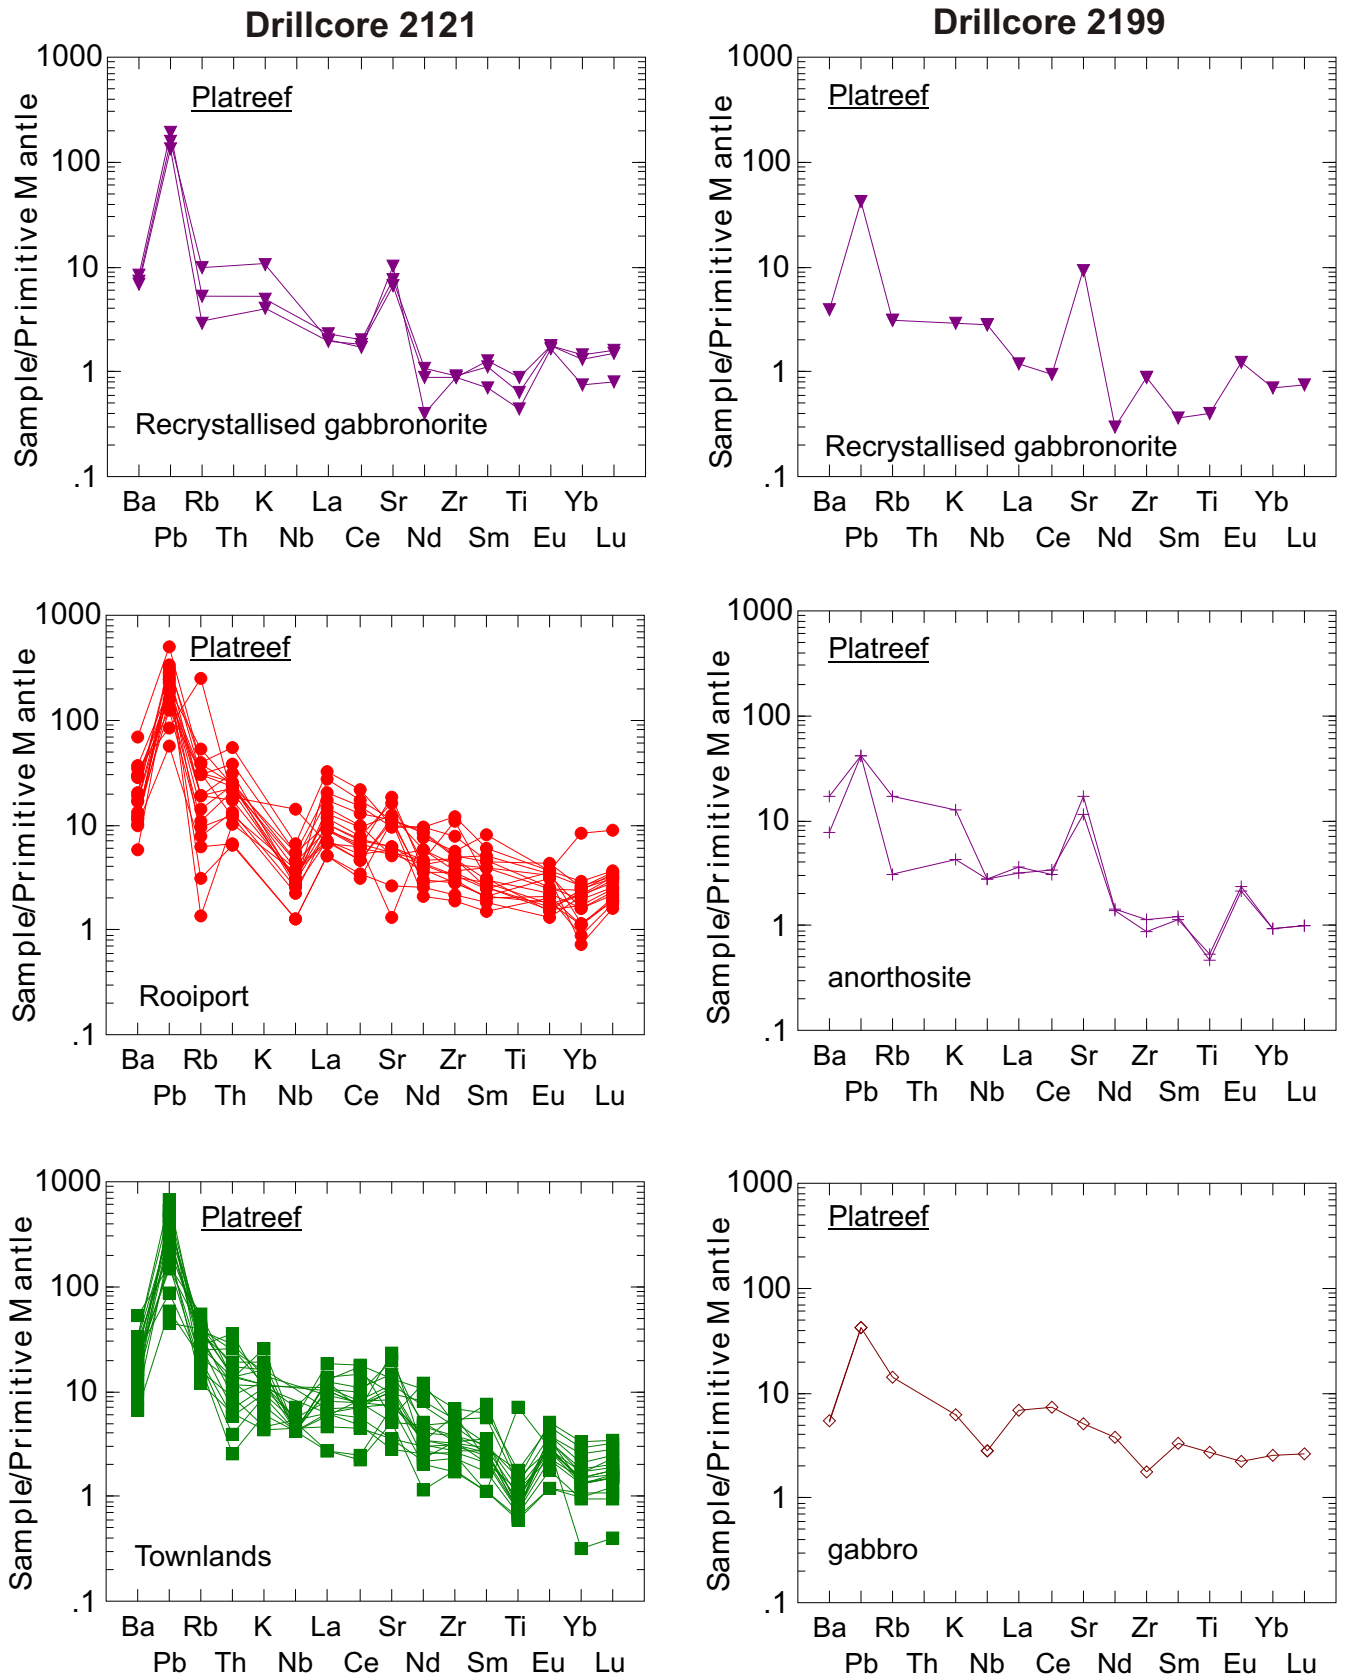 Drillcore 2121
Drillcore 2199
1000
100
10
1
.1
Sample/Primitive Mantle
Platreef
Recrystallised gabbronorite
Ba Rb K La Sr Zr Ti Yb
Pb Th Nb Ce Nd Sm Eu Lu
1000
100
10
1
.1
Sample/Primitive Mantle
Platreef
Recrystallised gabbronorite
Ba Rb K La Sr Zr Ti Yb
Pb Th Nb Ce Nd Sm Eu Lu
1000
100
10
1
.1
Sample/Primitive Mantle
Platreef
Rooiport
Ba Rb K La Sr Zr Ti Yb
Pb Th Nb Ce Nd Sm Eu Lu
1000
100
10
1
.1
Sample/Primitive Mantle
Platreef
anorthosite
Ba Rb K La Sr Zr Ti Yb
Pb Th Nb Ce Nd Sm Eu Lu
1000
100
10
1
.1
Sample/Primitive Mantle
Platreef
Townlands
Ba Rb K La Sr Zr Ti Yb
Pb Th Nb Ce Nd Sm Eu Lu
1000
100
10
1
.1
Sample/Primitive Mantle
Platreef
gabbro
Ba Rb K La Sr Zr Ti Yb
Pb Th Nb Ce Nd Sm Eu Lu